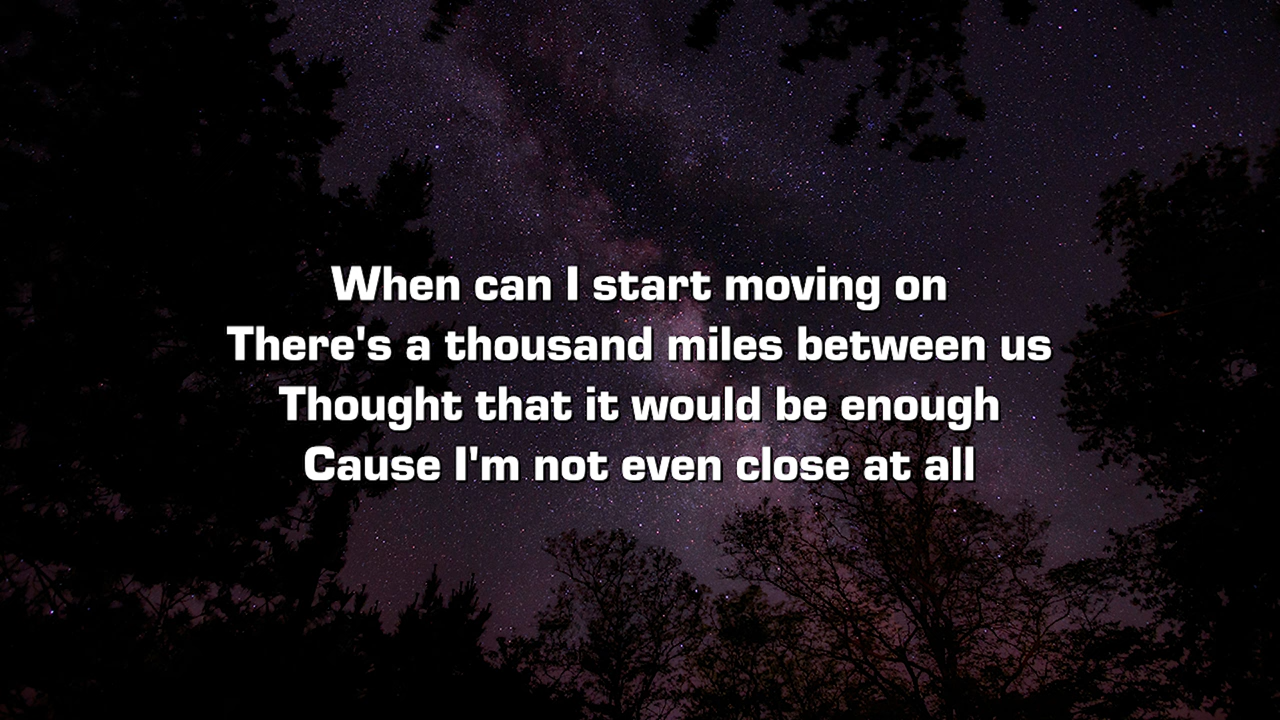 When can I start moving on
There's a thousand miles between us
Thought that it would be enough
Cause I'm not even close at all